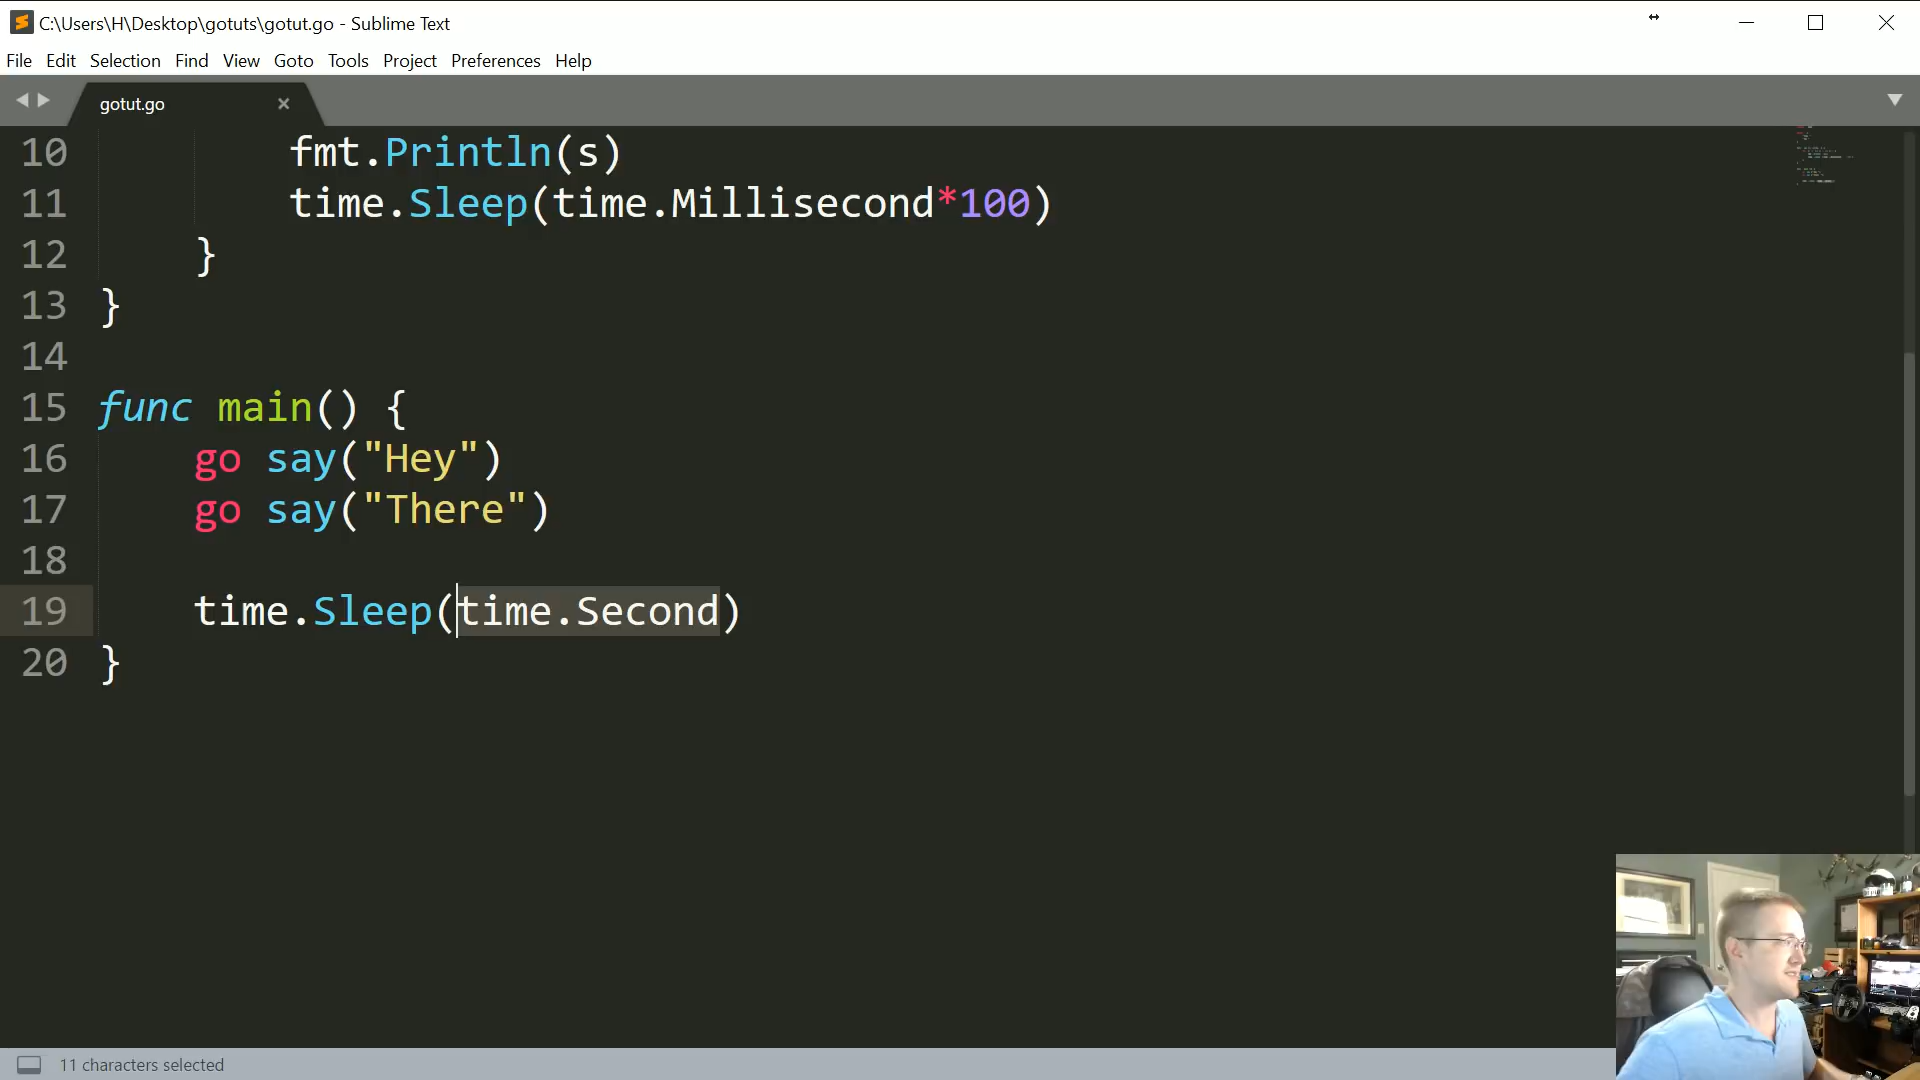 C:\Users\H\Desktop\gotuts\gotut.go - Sublime Text
File Edit Selection Find View Goto Tools Project Preferences Help
gotut.go
10 fmt.Println(s)
11 time.Sleep(time.Millisecond*100)
12 }
13 }
14
15 func main() {
16 go say("Hey")
17 go say("There")
18
19 time.Sleep(time.Second)
20 }
11 characters selected